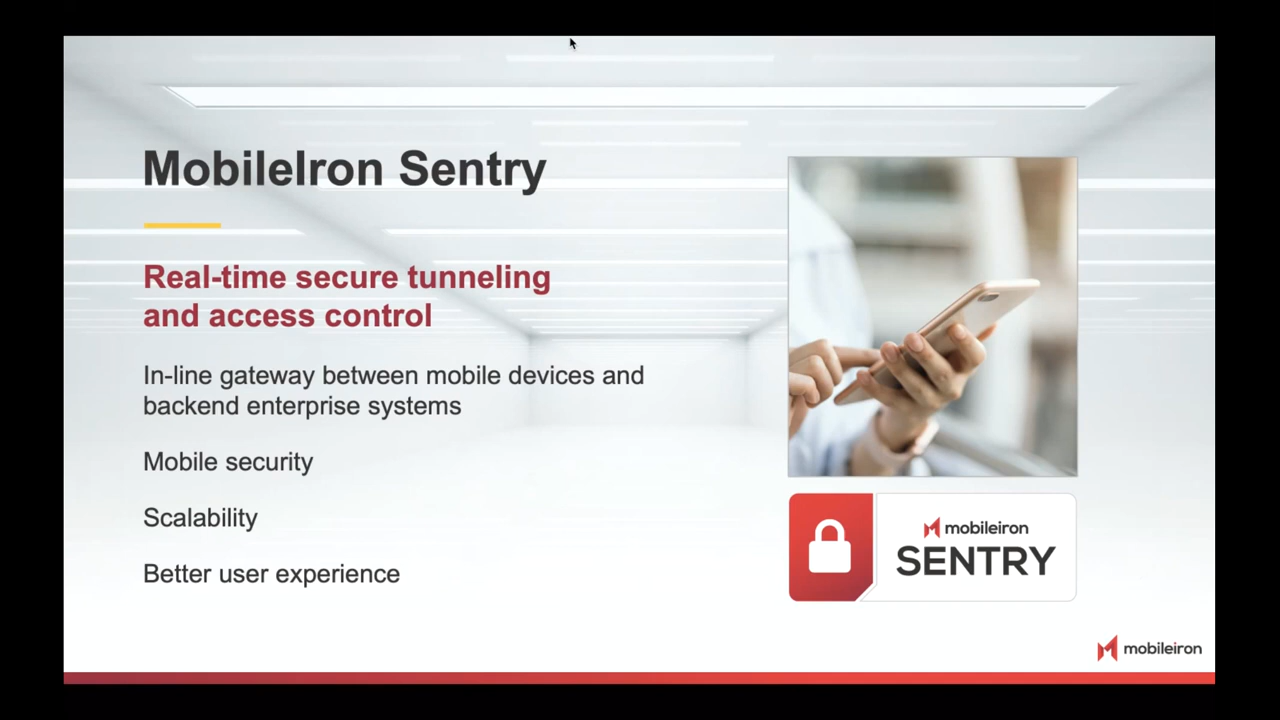 MobileIron Sentry
Real-time secure tunneling
and access control
In-line gateway between mobile devices and
backend enterprise systems
Mobile security
Scalability
Better user experience
mobileiron
SENTRY
mobileiron